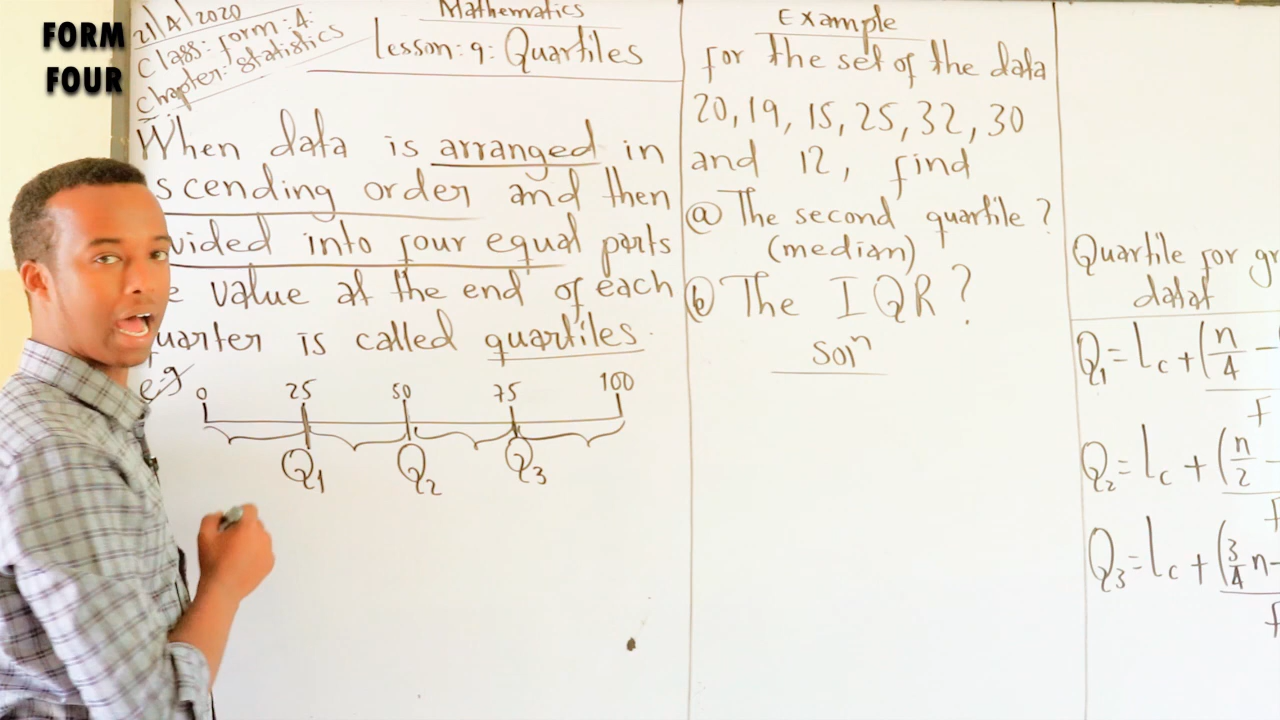 FORM
FOUR
21/4/2020
Class: form: 4:
Chapter: statistics
Mathematics
Lesson: 9: Quartiles
When data is arranged in
scending order and then
vided into four equal parts
e value at the end of each
uarter is called quartiles.
e.g
0 25 50 75 100
Q1 Q2 Q3
Example
for the set of the data
20, 19, 15, 25, 32, 30
and 12, find
(a) The second quartile?
(median)
(b) The IQR?
Soln
Quartile for gr
datat
Q1 = Lc + (n/4 -
f
Q2 = Lc + (n/2 -
f
Q3 = Lc + (3/4 n -
f